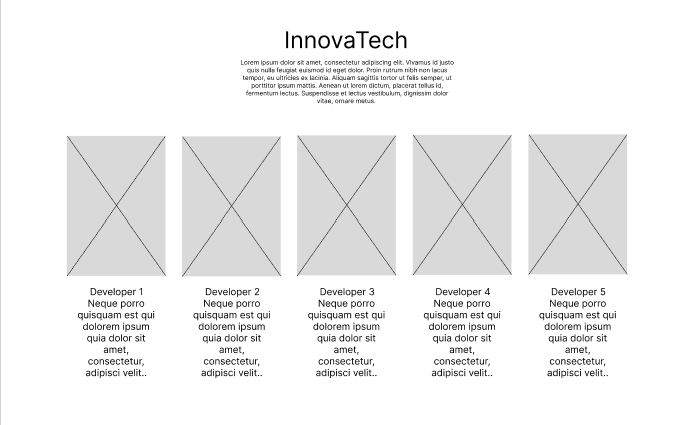 InnovaTech
Lorem ipsum dolor sit amet, consectetur adipiscing elit. Vivamus id justo
quis nulla feugiat euismod id eget dolor. Proin rutrum nibh non lacus
tempor, eu ultricies ex lacinia. Aliquam sagittis tortor ut felis semper, ut
porttitor ipsum mattis. Aenean ut lorem dictum, placerat tellus id,
fermentum lectus. Suspendisse et lectus vestibulum, dignissim dolor
vitae, ornare metus.
Developer 1
Neque porro
quisquam est qui
dolorem ipsum
quia dolor sit
amet,
consectetur,
adipisci velit..
Developer 2
Neque porro
quisquam est qui
dolorem ipsum
quia dolor sit
amet,
consectetur,
adipisci velit..
Developer 3
Neque porro
quisquam est qui
dolorem ipsum
quia dolor sit
amet,
consectetur,
adipisci velit..
Developer 4
Neque porro
quisquam est qui
dolorem ipsum
quia dolor sit
amet,
consectetur,
adipisci velit..
Developer 5
Neque porro
quisquam est qui
dolorem ipsum
quia dolor sit
amet,
consectetur,
adipisci velit..